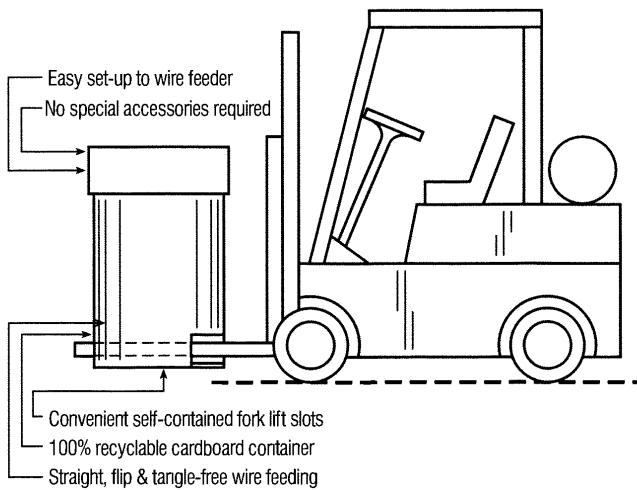 Easy set-up to wire feeder
No special accessories required
Convenient self-contained fork lift slots
100% recyclable cardboard container
Straight, flip & tangle-free wire feeding